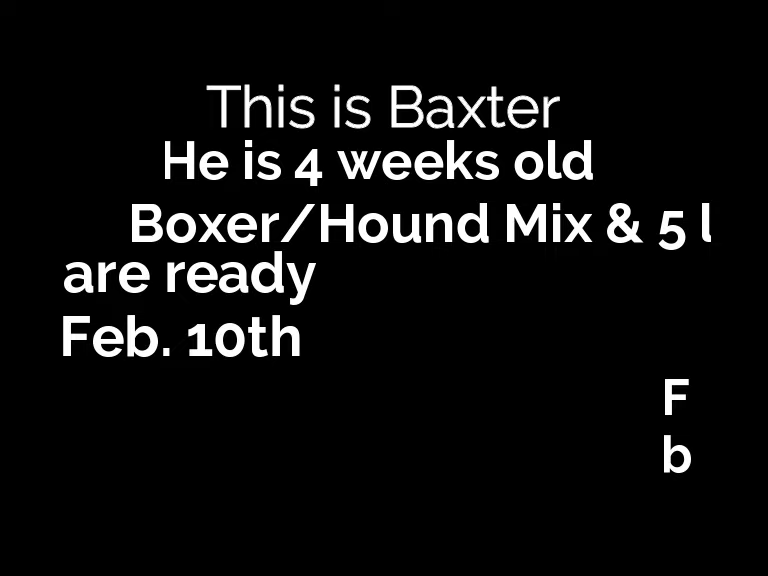 This is Baxter
He is 4 weeks old
Boxer/Hound Mix & 5 l
are ready
Feb. 10th
F
b